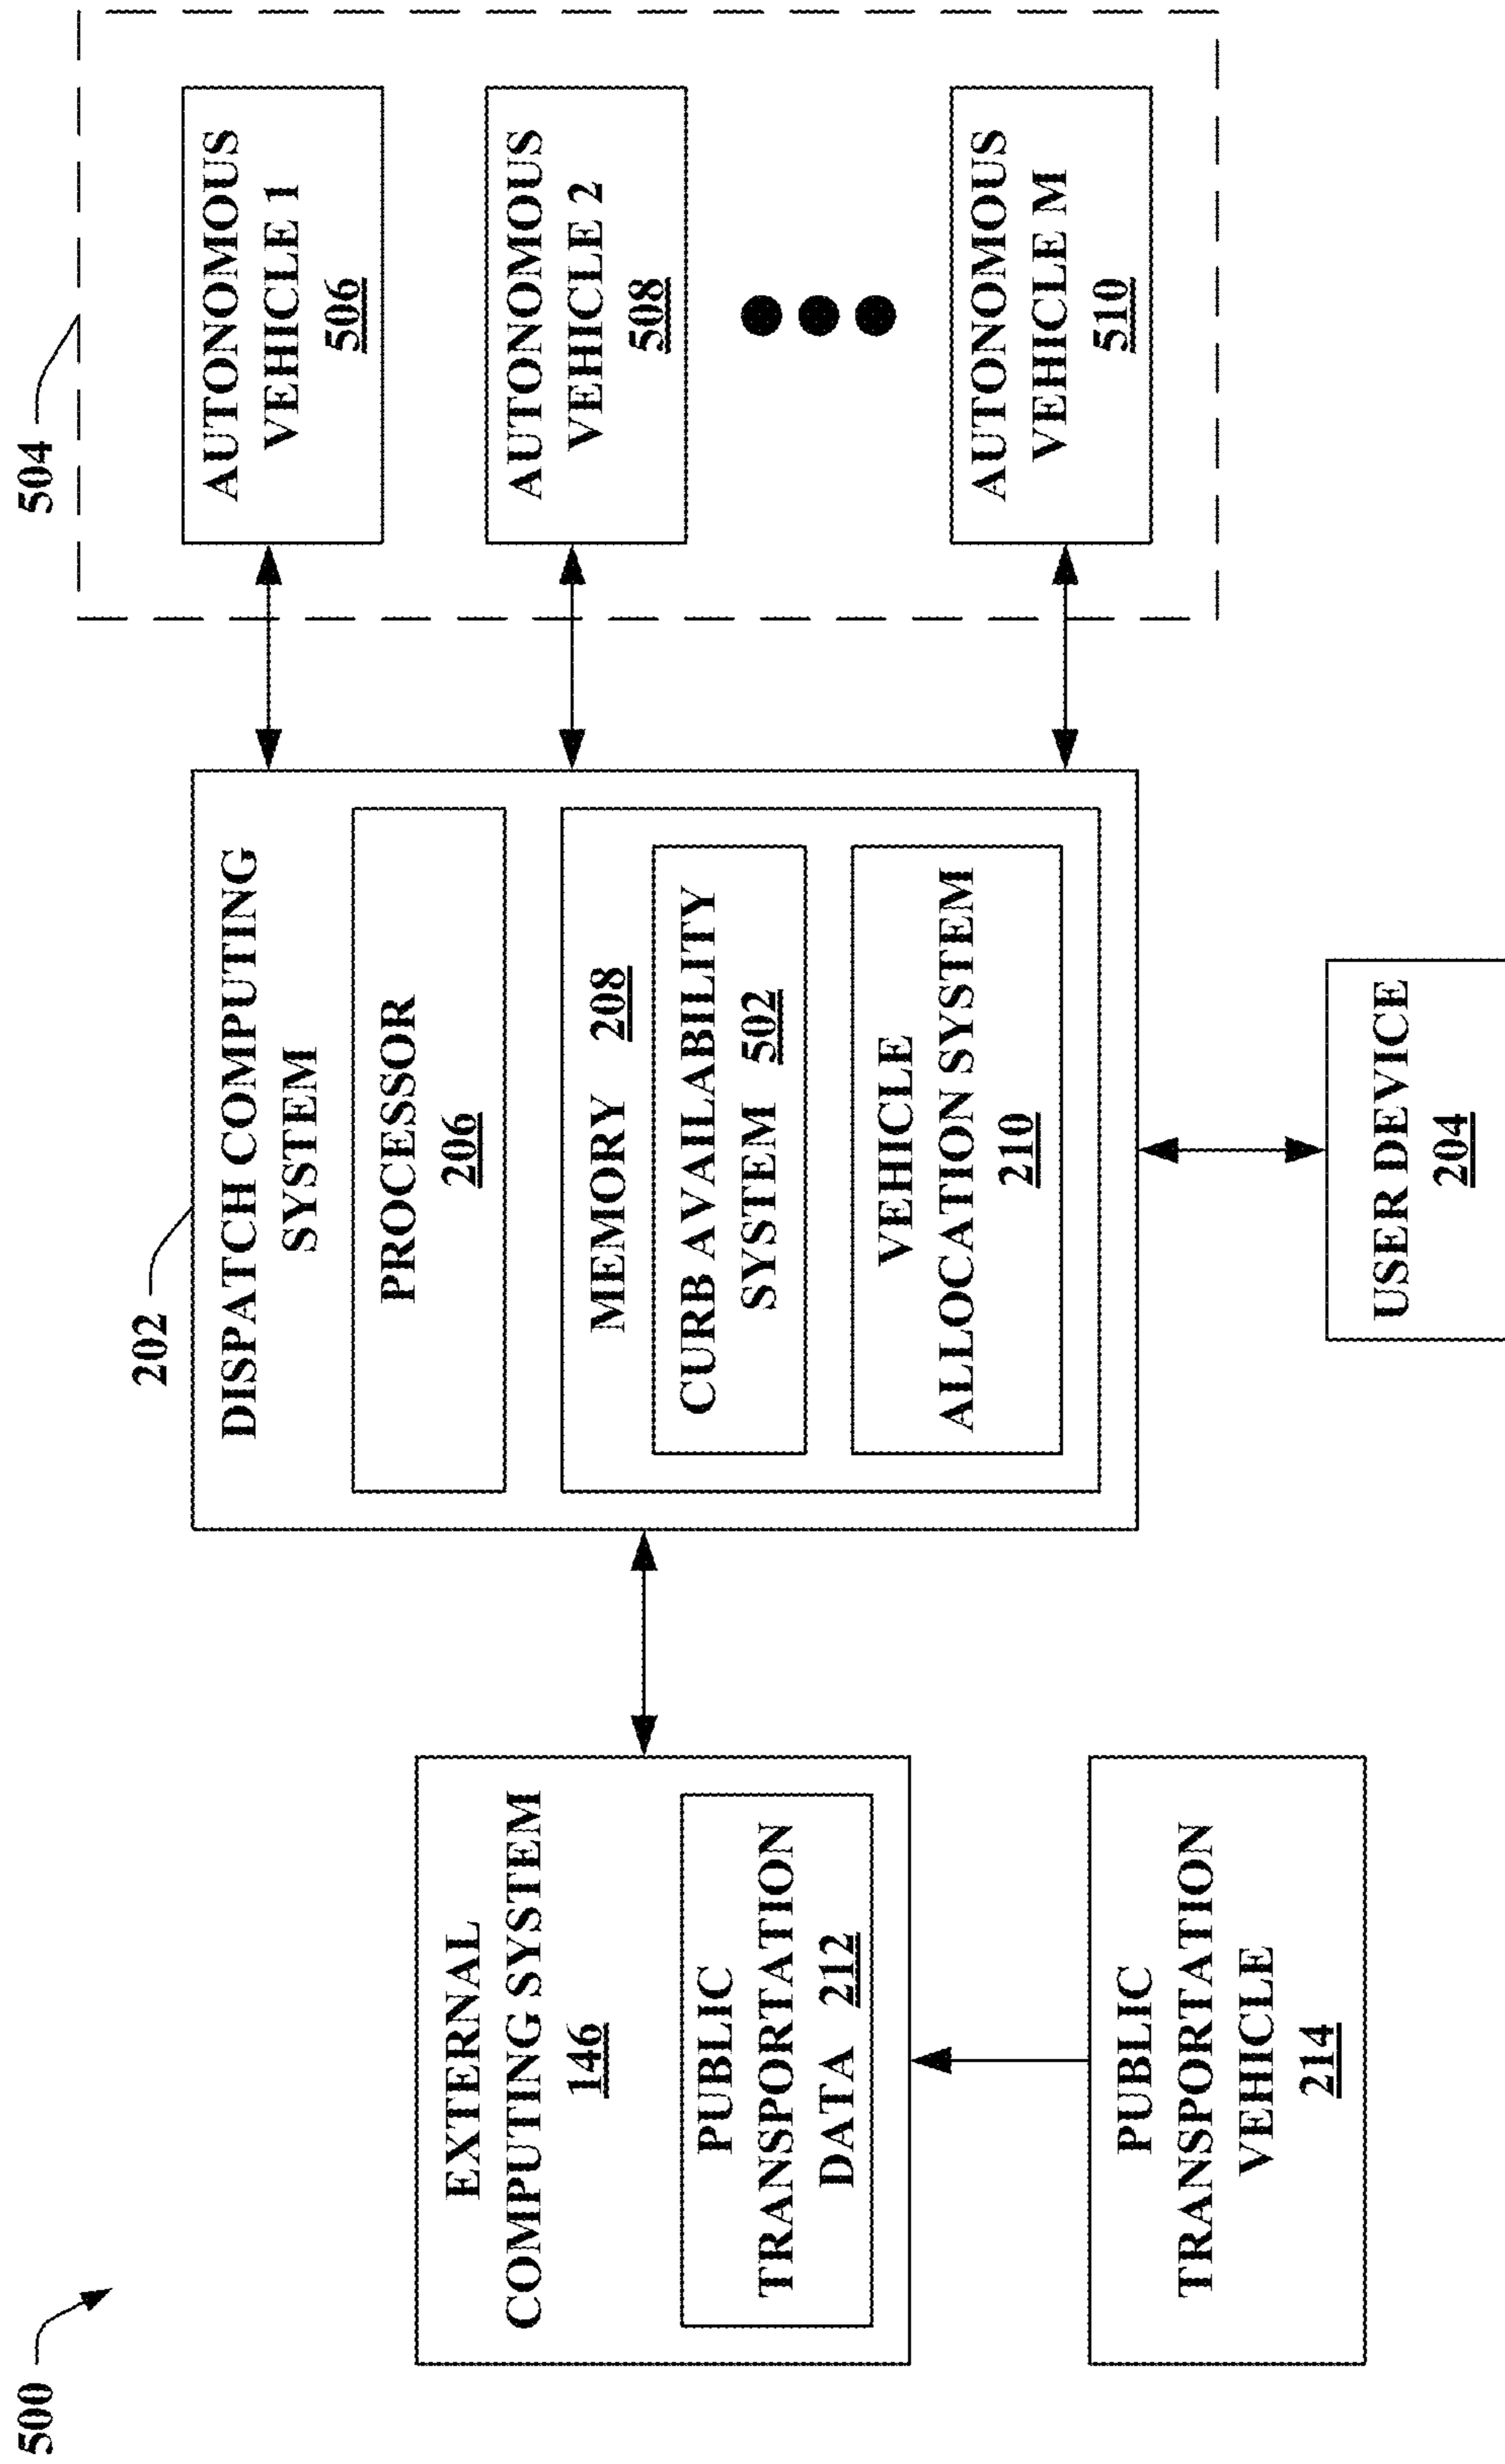 500
EXTERNAL
COMPUTING SYSTEM
146
PUBLIC
TRANSPORTATION
DATA 212
PUBLIC
TRANSPORTATION
VEHICLE
214
202
DISPATCH COMPUTING
SYSTEM
PROCESSOR
206
MEMORY 208
CURB AVAILABILITY
SYSTEM 502
VEHICLE
ALLOCATION SYSTEM
210
USER DEVICE
204
504
AUTONOMOUS
VEHICLE 1
506
AUTONOMOUS
VEHICLE 2
508
AUTONOMOUS
VEHICLE M
510